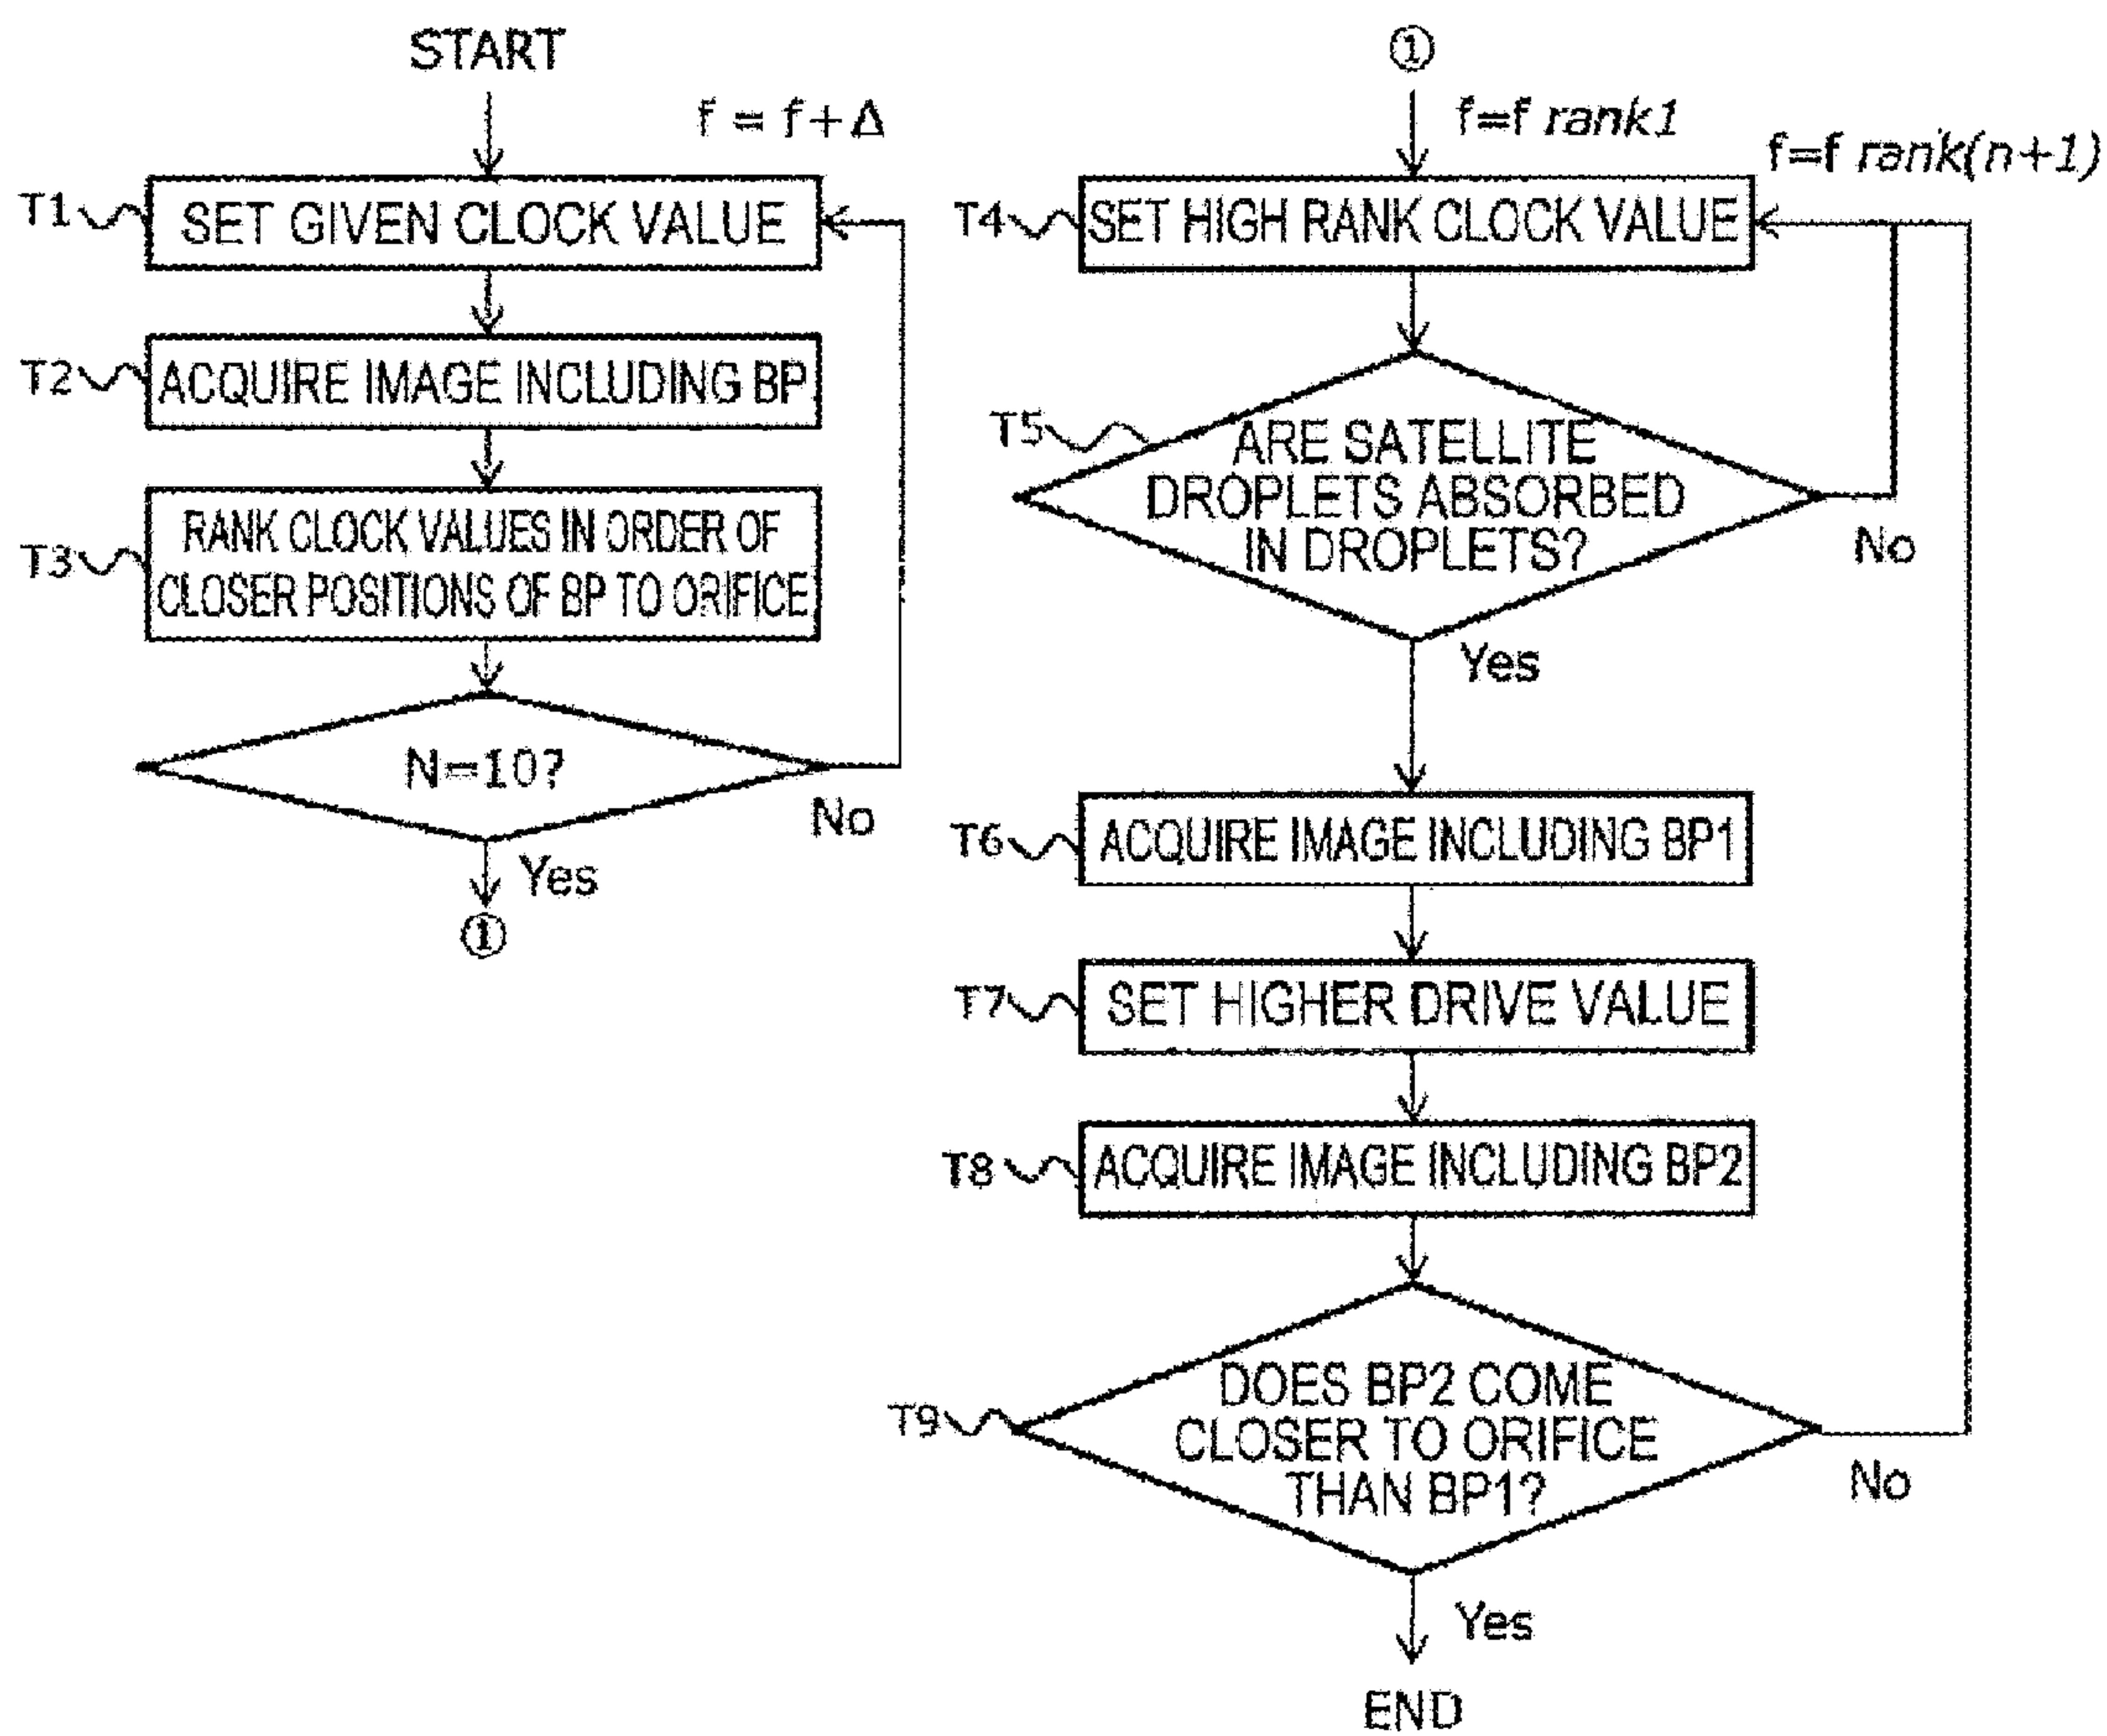 START
f = f+Δ
T1
SET GIVEN CLOCK VALUE
T2
ACQUIRE IMAGE INCLUDING BP
T3
RANK CLOCK VALUES IN ORDER OF
CLOSER POSITIONS OF BP TO ORIFICE
N=10?
No
Yes
①
①
f=f rank1
f=f rank(n+1)
T4
SET HIGH RANK CLOCK VALUE
T5
ARE SATELLITE
DROPLETS ABSORBED
IN DROPLETS?
No
Yes
T6
ACQUIRE IMAGE INCLUDING BP1
T7
SET HIGHER DRIVE VALUE
T8
ACQUIRE IMAGE INCLUDING BP2
T9
DOES BP2 COME
CLOSER TO ORIFICE
THAN BP1?
No
Yes
END